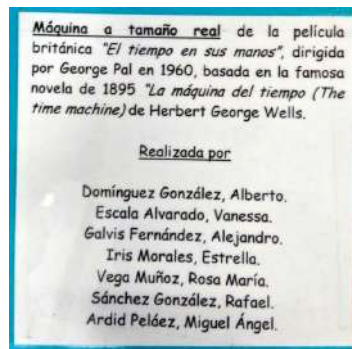 Máquina a tamaño real de la película
británica "El tiempo en sus manos", dirigida
por George Pal en 1960, basada en la famosa
novela de 1895 "La máquina del tiempo (The
time machine) de Herbert George Wells.
Realizada por
Domínguez González, Alberto.
Escala Alvarado, Vanessa.
Galvis Fernández, Alejandro.
Iris Morales, Estrella.
Vega Muñoz, Rosa María.
Sánchez González, Rafael.
Ardid Peláez, Miguel Ángel.